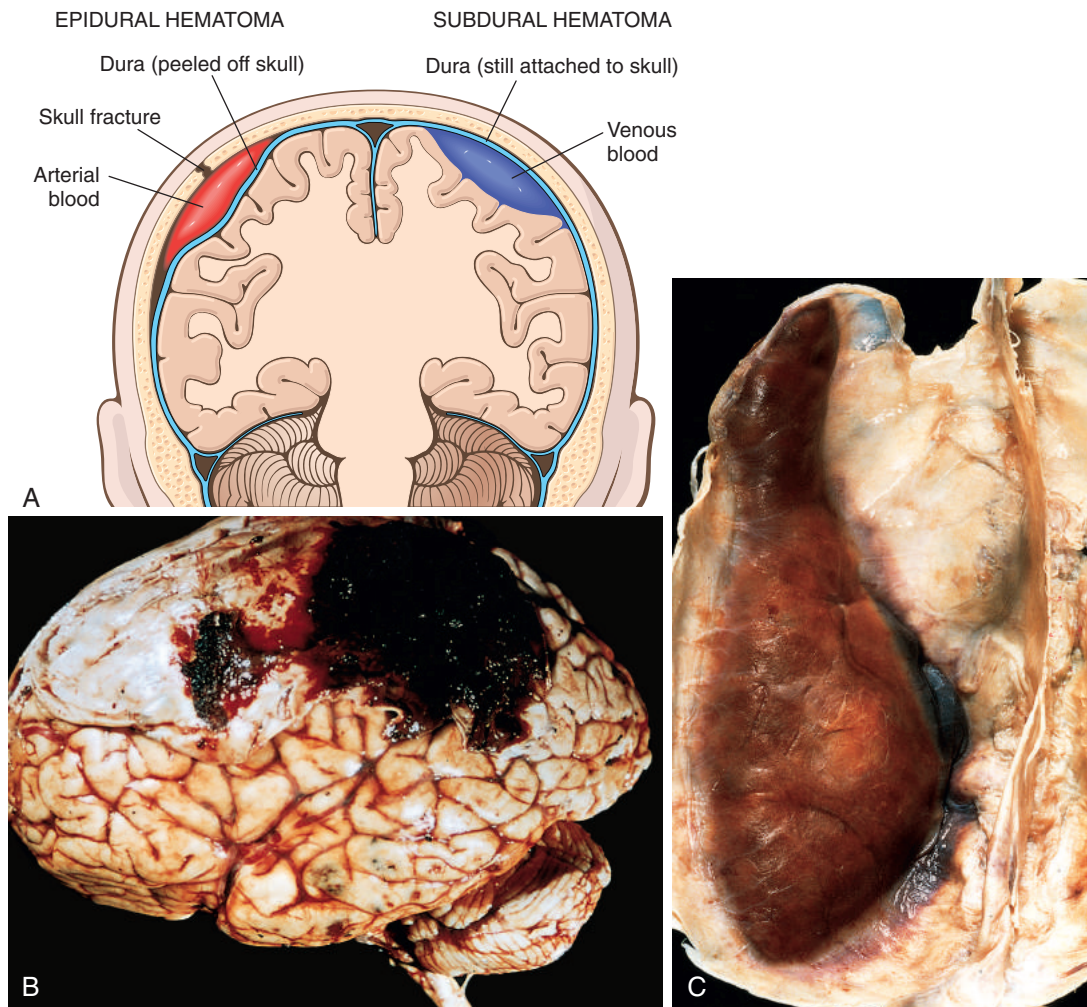 EPIDURAL HEMATOMA
SUBDURAL HEMATOMA
Dura (peeled off skull)
Dura (still attached to skull)
Skull fracture
Venous
blood
Arterial
blood
A
B
C